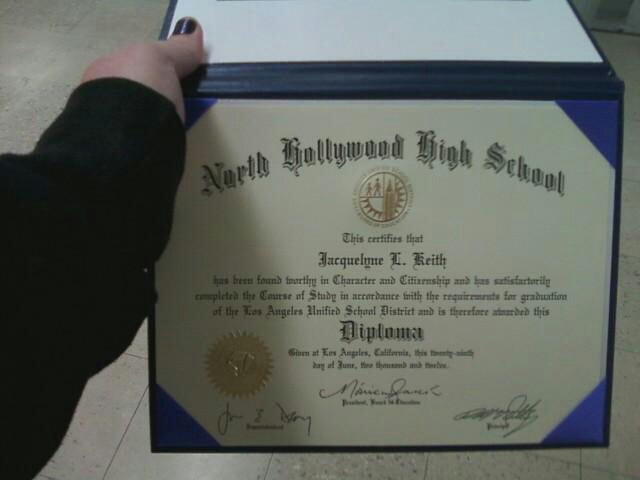 North Hollywood High School
This certifies that
Jacquelyne L. Keith
has been found worthy in Character and Citizenship and has satisfactorily
completed the Course of Study in accordance with the requirements for graduation
of the Los Angeles Unified School District and is therefore awarded this
Diploma
Given at Los Angeles, California, this twenty-ninth
day of June, two thousand and twelve.
President, Board of Education
Superintendent
Principal